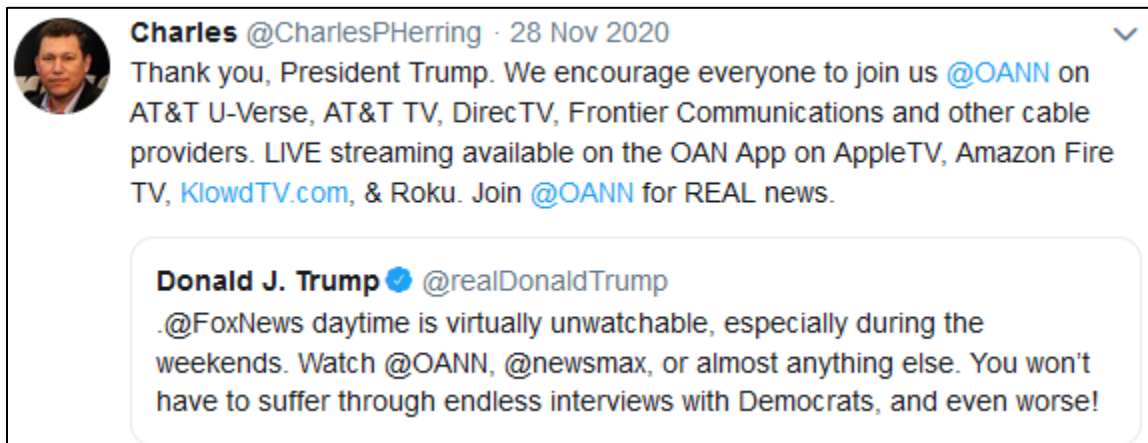 Charles @CharlesPHerring · 28 Nov 2020
Thank you, President Trump. We encourage everyone to join us @OANN on
AT&T U-Verse, AT&T TV, DirecTV, Frontier Communications and other cable
providers. LIVE streaming available on the OAN App on AppleTV, Amazon Fire
TV, KlowdTV.com, & Roku. Join @OANN for REAL news.
Donald J. Trump @realDonaldTrump
.@FoxNews daytime is virtually unwatchable, especially during the
weekends. Watch @OANN, @newsmax, or almost anything else. You won’t
have to suffer through endless interviews with Democrats, and even worse!